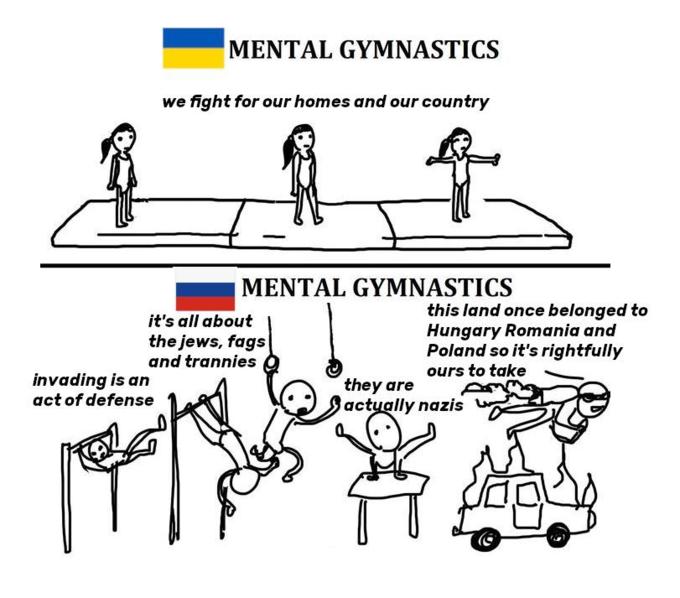 MENTAL GYMNASTICS
we fight for our homes and our country
MENTAL GYMNASTICS
it's all about
the jews, fags
and trannies
this land once belonged to
Hungary Romania and
Poland so it's rightfully
ours to take
invading is an
act of defense
they are
actually nazis